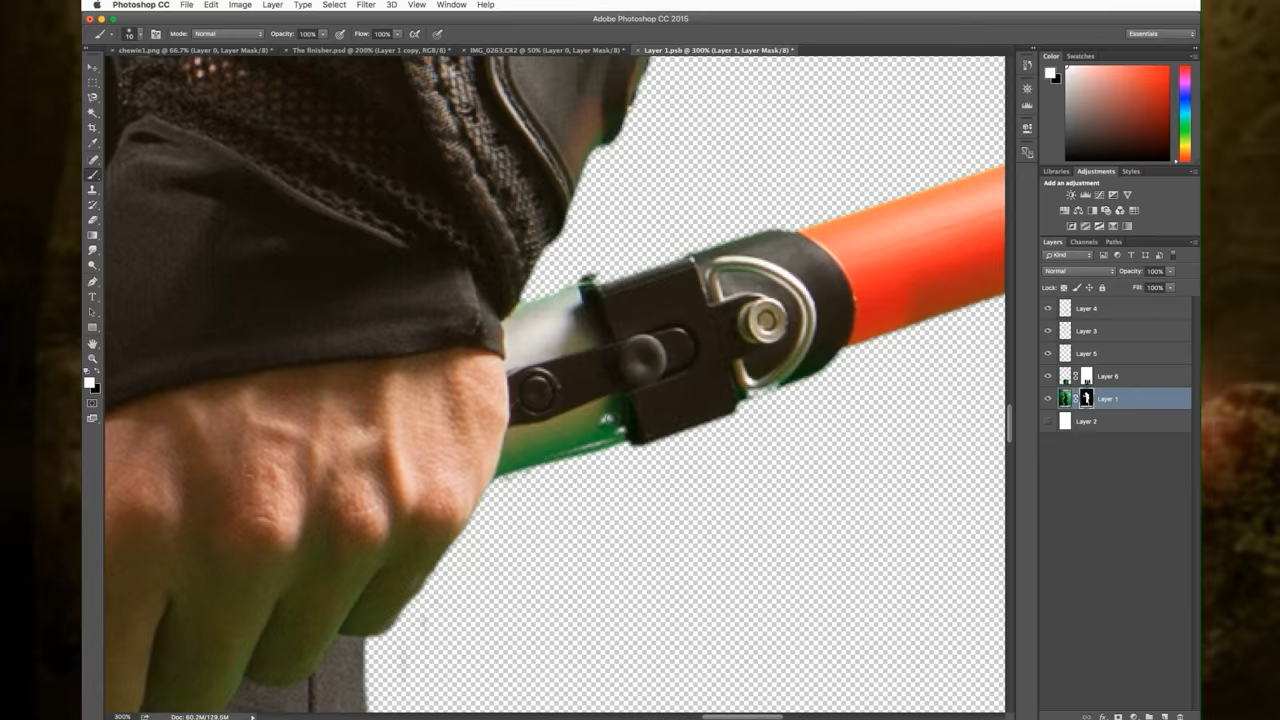 Photoshop CC File Edit Image Layer Type Select Filter 3D View Window Help
Adobe Photoshop CC 2015
10 Mode: Normal Opacity: 100% Flow: 100% Essentials
chewie1.png @ 66.7% (Layer 0, Layer Mask/8) * The finisher.psd @ 200% (Layer 1 copy, RGB/8) * IMG_0263.CR2 @ 50% (Layer 0, Layer Mask/8) * Layer 1.psb @ 300% (Layer 1, Layer Mask/8) *
Color Swatches
Libraries Adjustments Styles
Add an adjustment
Layers Channels Paths
Kind
Normal Opacity: 100%
Lock: Fill: 100%
Layer 4
Layer 3
Layer 5
Layer 6
Layer 1
Layer 2
300% Doc: 60.2M/129.5M